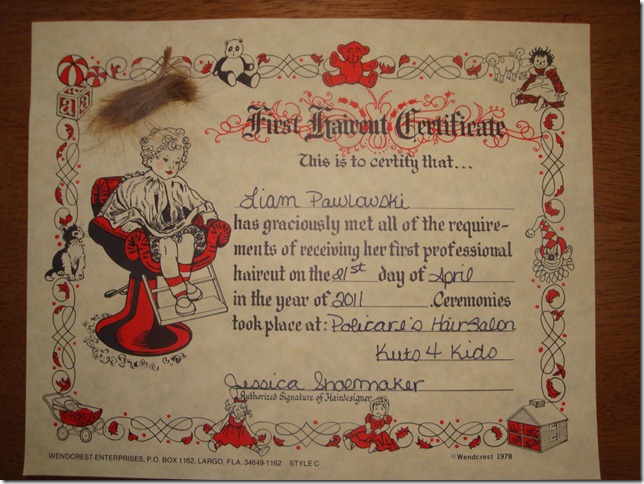 First Haircut Certificate
This is to certify that...
Liam Pawlowski
has graciously met all of the require-
ments of receiving her first professional
haircut on the 21st day of April
in the year of 2011 .Ceremonies
took place at: Policare's Hair Salon
Kuts 4 Kids
Jessica Shoemaker
Authorized Signature of Hairdesigner
WENDCREST ENTERPRISES, P.O. BOX 1162, LARGO, FLA. 34649-1162 STYLE C
©Wendcrest 1978